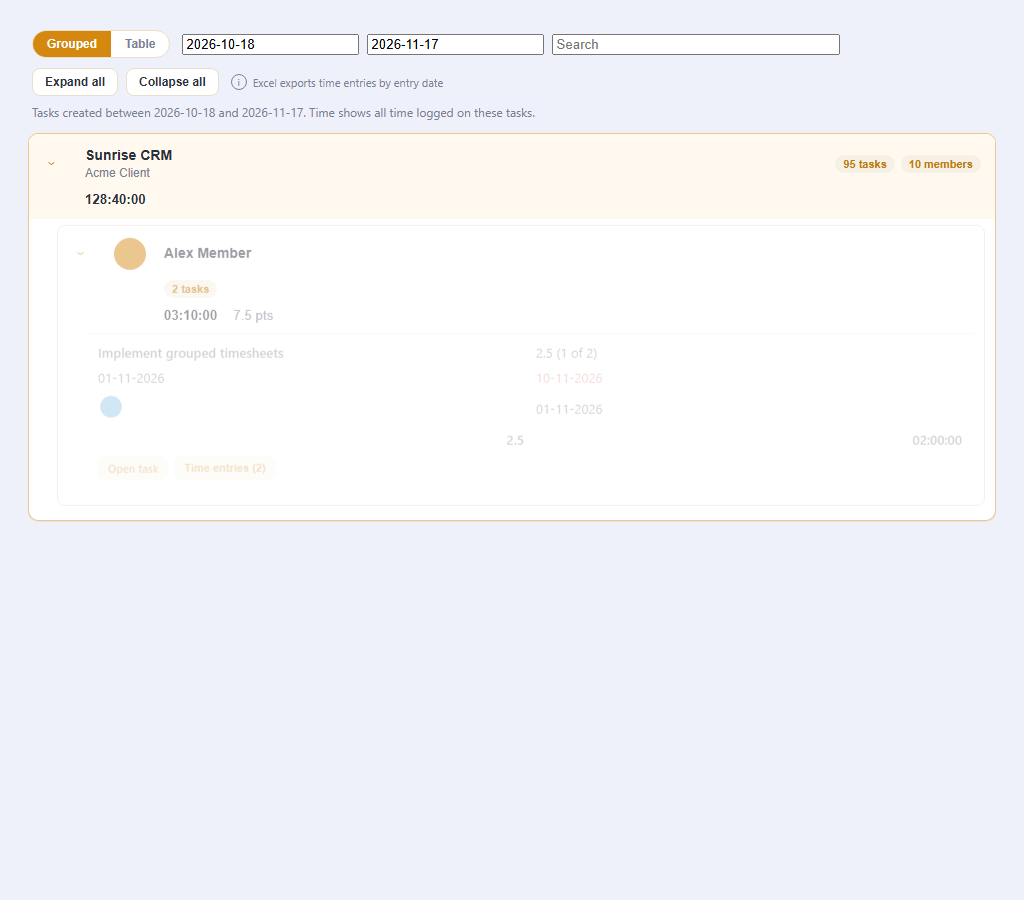 Grouped Table 2026-10-18 2026-11-17 Search
Expand all Collapse all i Excel exports time entries by entry date
Tasks created between 2026-10-18 and 2026-11-17. Time shows all time logged on these tasks.
Sunrise CRM
Acme Client
95 tasks 10 members
128:40:00
Alex Member
2 tasks
03:10:00 7.5 pts
Implement grouped timesheets 2.5 (1 of 2)
01-11-2026 10-11-2026
01-11-2026
2.5 02:00:00
Open task Time entries (2)